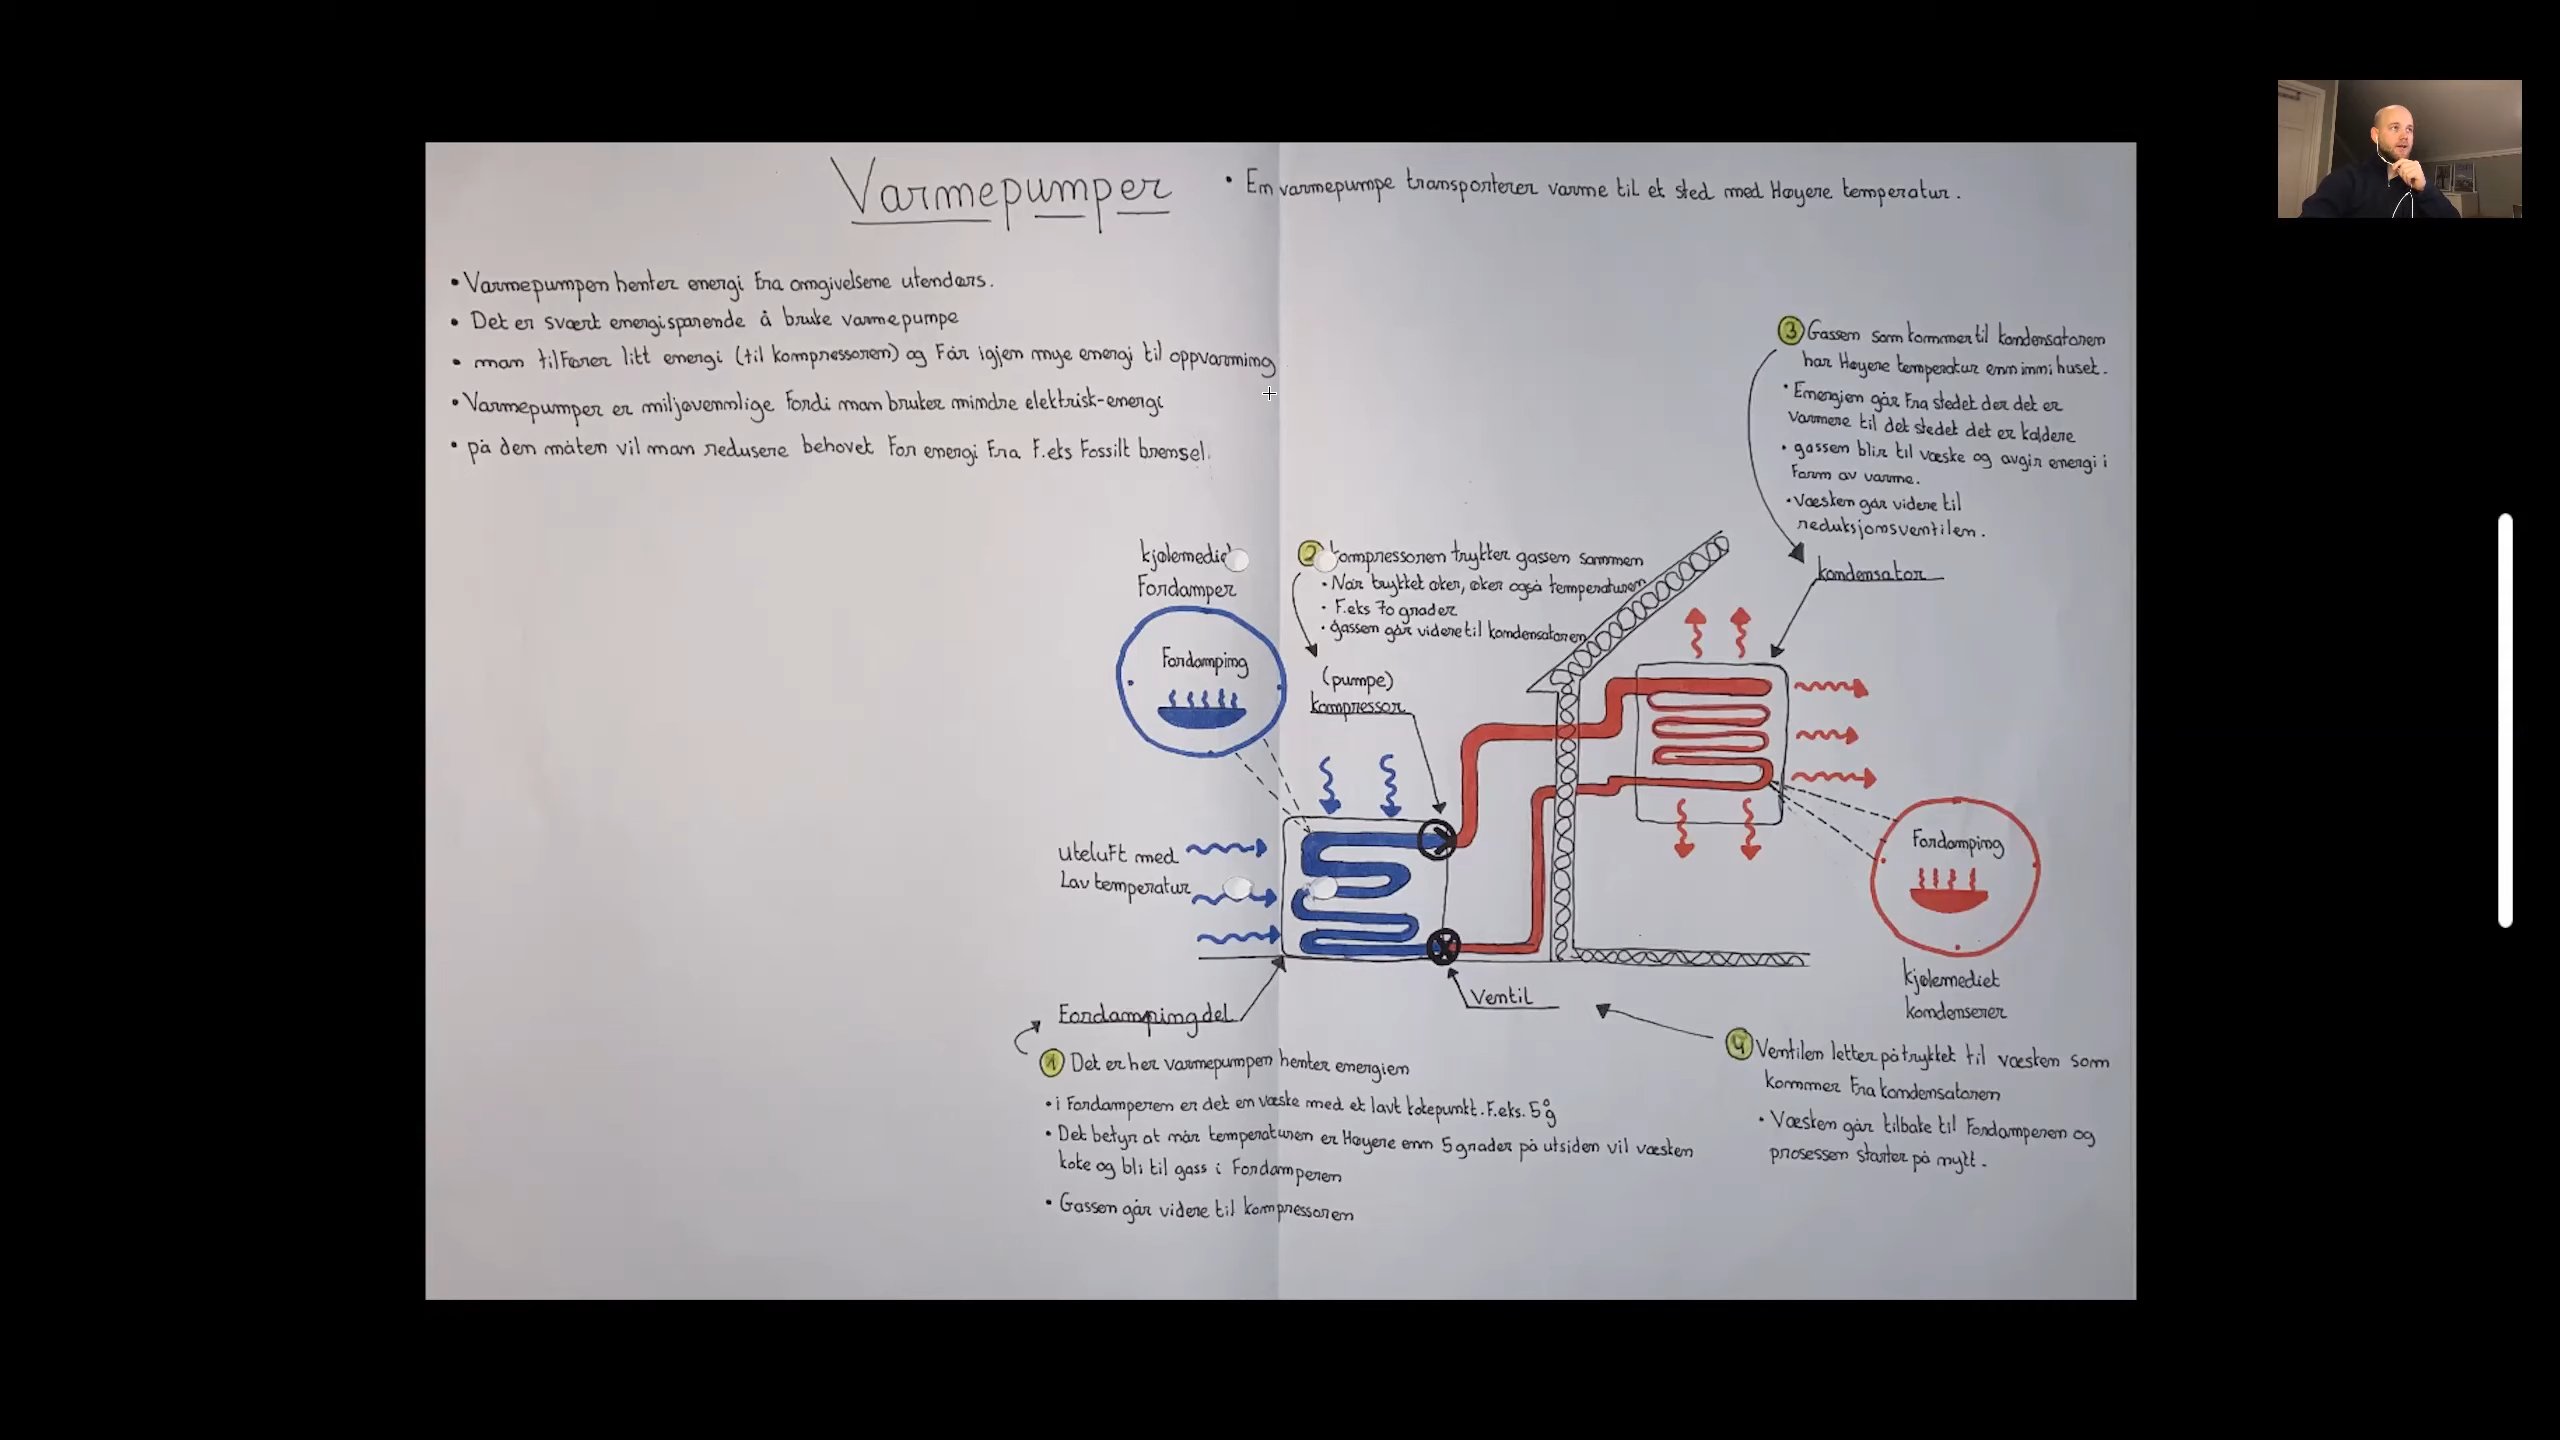 Varmepumper
• En varmepumpe transporterer varme til et sted med Høyere temperatur.
• Varmepumpen henter energi fra omgivelsene utendørs.
• Det er svært energisparende å bruke varmepumpe
• man tilfører litt energi (til kompressoren) og Får igjen mye energi til oppvarming
• Varmepumper er miljøvennlige Fordi man bruker mindre elektrisk-energi
• på den måten vil man redusere behovet For energi Fra F.eks Fossilt brensel.
3 Gassen som kommer til kondensatoren
har Høyere temperatur enn inni huset.
• Energien går Fra stedet der det er
varmere til det stedet det er kaldere
• gassen blir til væske og avgir energi i
Form av varme.
• Væsken går videre til
reduksjonsventilen.
kondensator
kjølemediet
Fordamper
Fordamping
2 kompressoren trykker gassen sammen
• Når trykket øker, øker også temperaturen
• F.eks 70 grader
• gassen går videre til kondensatoren
(pumpe)
kompressor
uteluft med
Lav temperatur
Fordamping
kjølemediet
kondenserer
Ventil
Fordampingdel
1 Det er her varmepumpen henter energien
• i Fordamperen er det en væske med et lavt kokepunkt. F.eks. 5°g
• Det betyr at når temperaturen er Høyere enn 5 grader på utsiden vil væsken
koke og bli til gass i Fordamperen
• Gassen går videre til kompressoren
4 Ventilen letter på trykket til væsken som
kommer Fra kondensatoren
• Væsken går tilbake til Fordamperen og
prosessen starter på nytt.